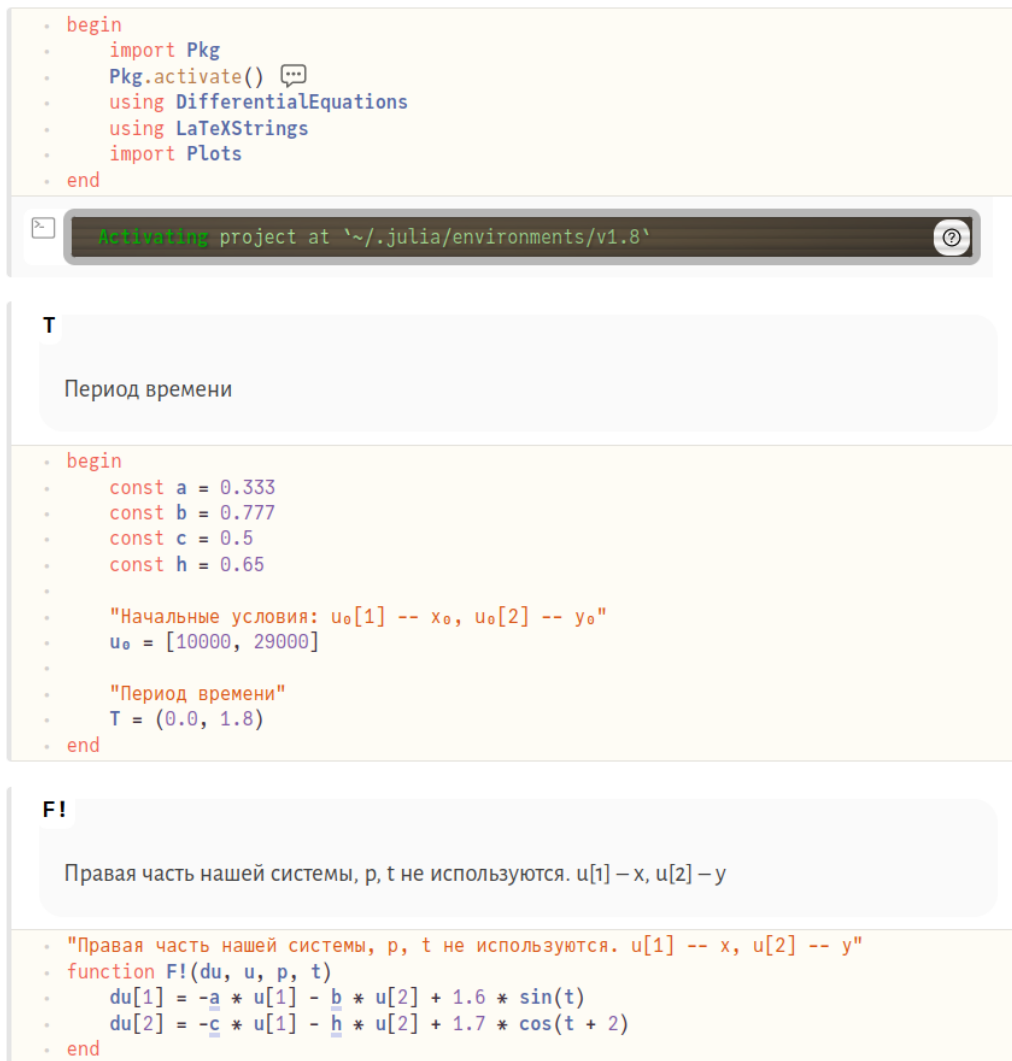 begin
    import Pkg
    Pkg.activate()
    using DifferentialEquations
    using LaTeXStrings
    import Plots
end
Activating project at `~/.julia/environments/v1.8`
T
Период времени
begin
    const a = 0.333
    const b = 0.777
    const c = 0.5
    const h = 0.65
    "Начальные условия: u₀[1] -- x₀, u₀[2] -- y₀"
    u₀ = [10000, 29000]
    "Период времени"
    T = (0.0, 1.8)
end
F!
Правая часть нашей системы, p, t не используются. u[1] – x, u[2] – y
"Правая часть нашей системы, p, t не используются. u[1] -- x, u[2] -- y"
function F!(du, u, p, t)
    du[1] = -a * u[1] - b * u[2] + 1.6 * sin(t)
    du[2] = -c * u[1] - h * u[2] + 1.7 * cos(t + 2)
end